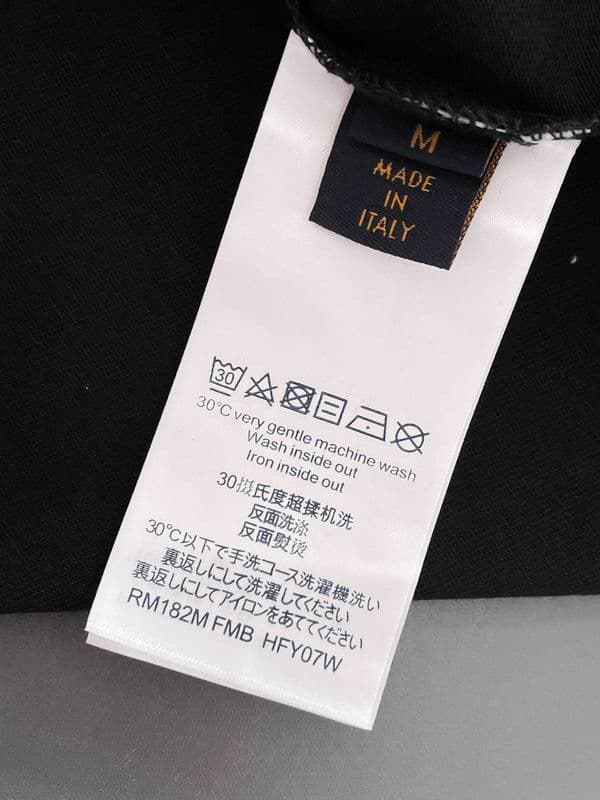 M
MADE
IN
ITALY
30
30°C very gentle machine wash
Wash inside out
Iron inside out
30摄氏度超揉机洗
反面洗涤
反面熨烫
30°C以下で手洗コース洗濯機洗い
裏返しにして洗濯してください
裏返しにしてアイロンをあててください
RM182M FMB HFY07W